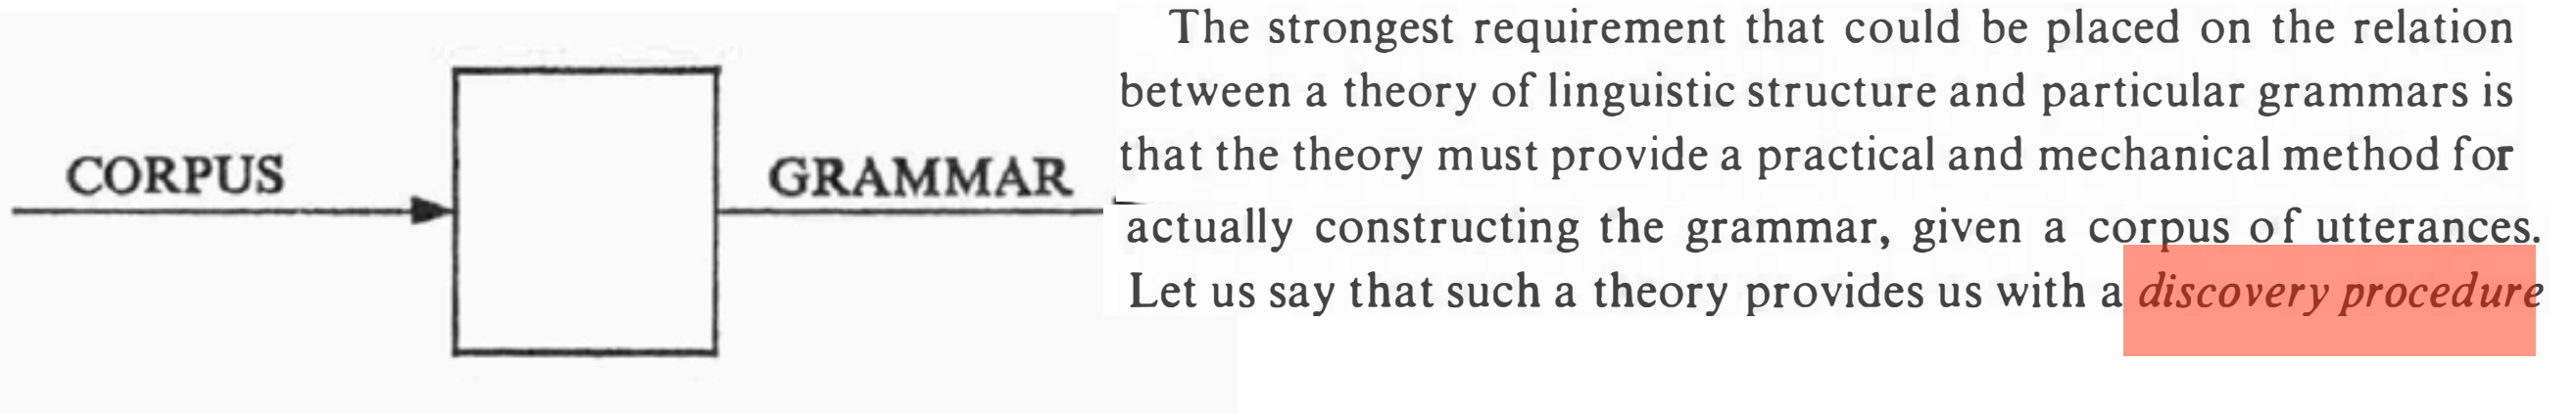 CORPUS
GRAMMAR
The strongest requirement that could be placed on the relation
between a theory of linguistic structure and particular grammars is
that the theory must provide a practical and mechanical method for
actually constructing the grammar, given a corpus of utterances.
Let us say that such a theory provides us with a discovery procedure